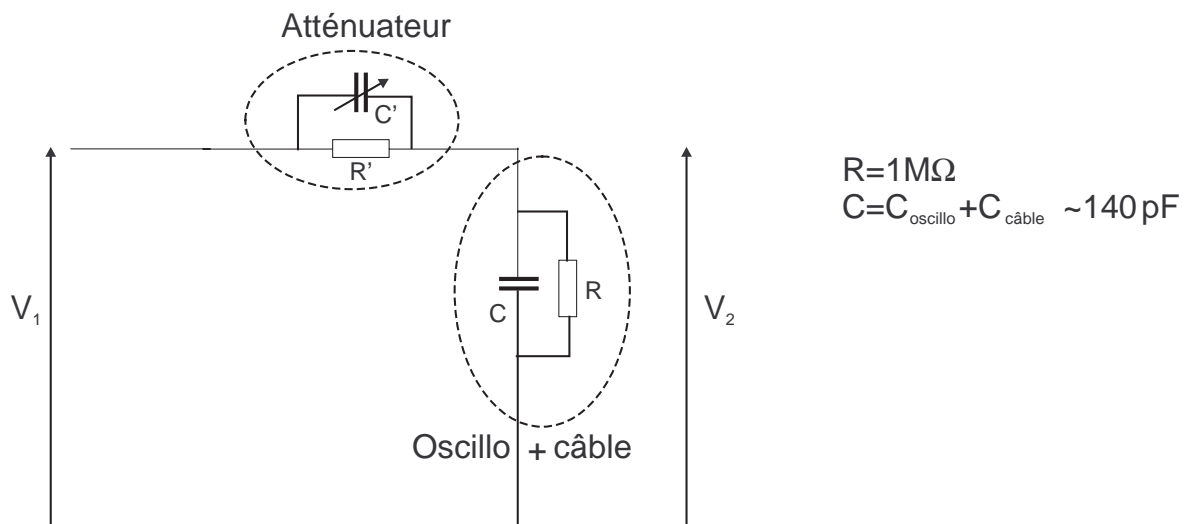 Atténuateur
C’
R’
R=1MΩ
C=Coscillo+Ccâble ~140 pF
V1
C
R
V2
Oscillo + câble